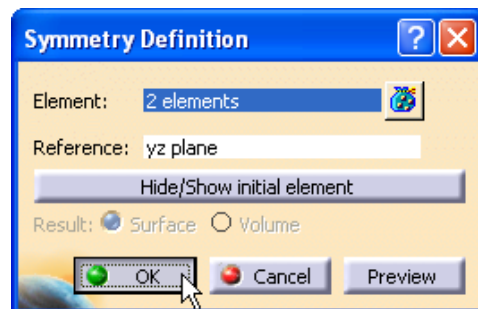 Symmetry Definition
Element: 2 elements
Reference: yz plane
Hide/Show initial element
Result: Surface Volume
OK Cancel Preview